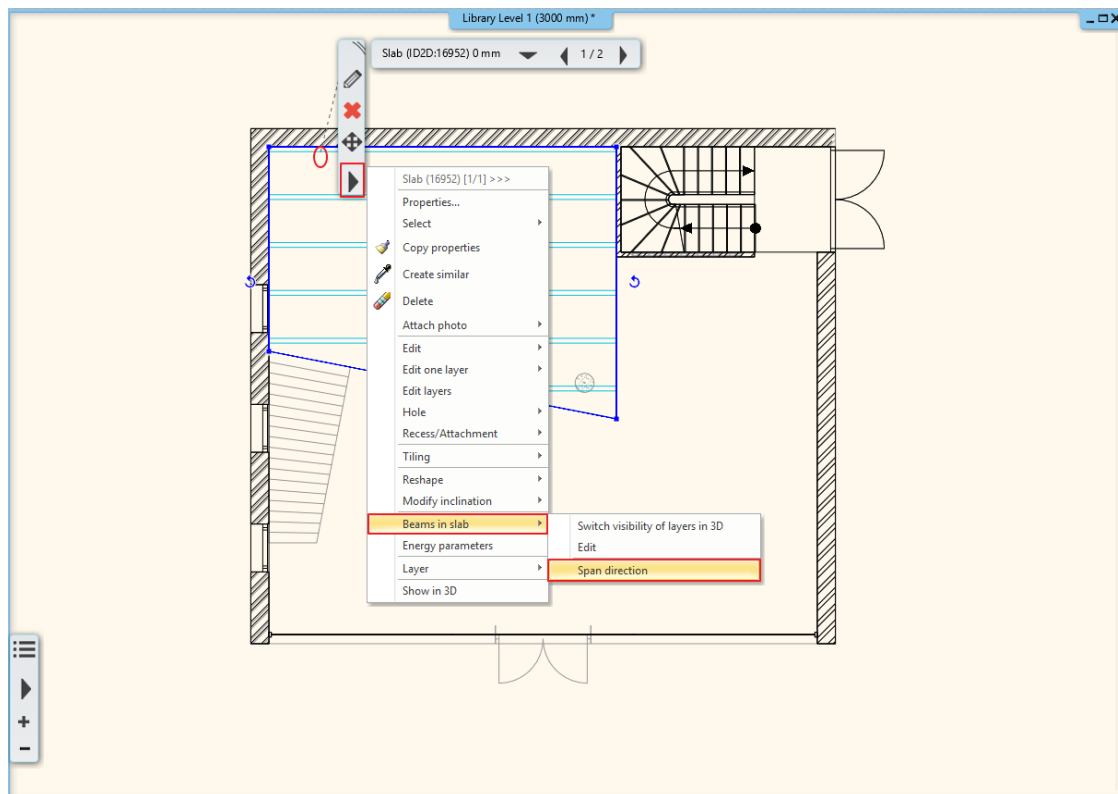 Library Level 1 (3000 mm) *
Slab (ID2D:16952) 0 mm
1 / 2
Slab (16952) [1/1] >>>
Properties...
Select
Copy properties
Create similar
Delete
Attach photo
Edit
Edit one layer
Edit layers
Hole
Recess/Attachment
Tiling
Reshape
Modify inclination
Beams in slab
Energy parameters
Layer
Show in 3D
Switch visibility of layers in 3D
Edit
Span direction